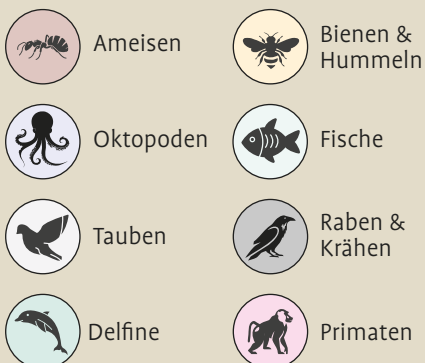 Ameisen
Bienen &
Hummeln
Oktopoden
Fische
Tauben
Raben &
Krähen
Delfine
Primaten